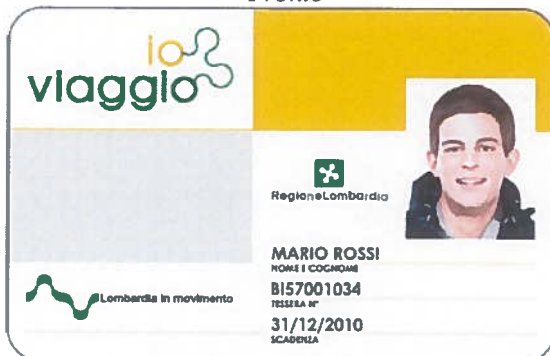 io
viaggio
RegioneLombardia
MARIO ROSSI
NOME E COGNOME
BI57001034
TESSERA N°
31/12/2010
SCADENZA
Lombardia in movimento